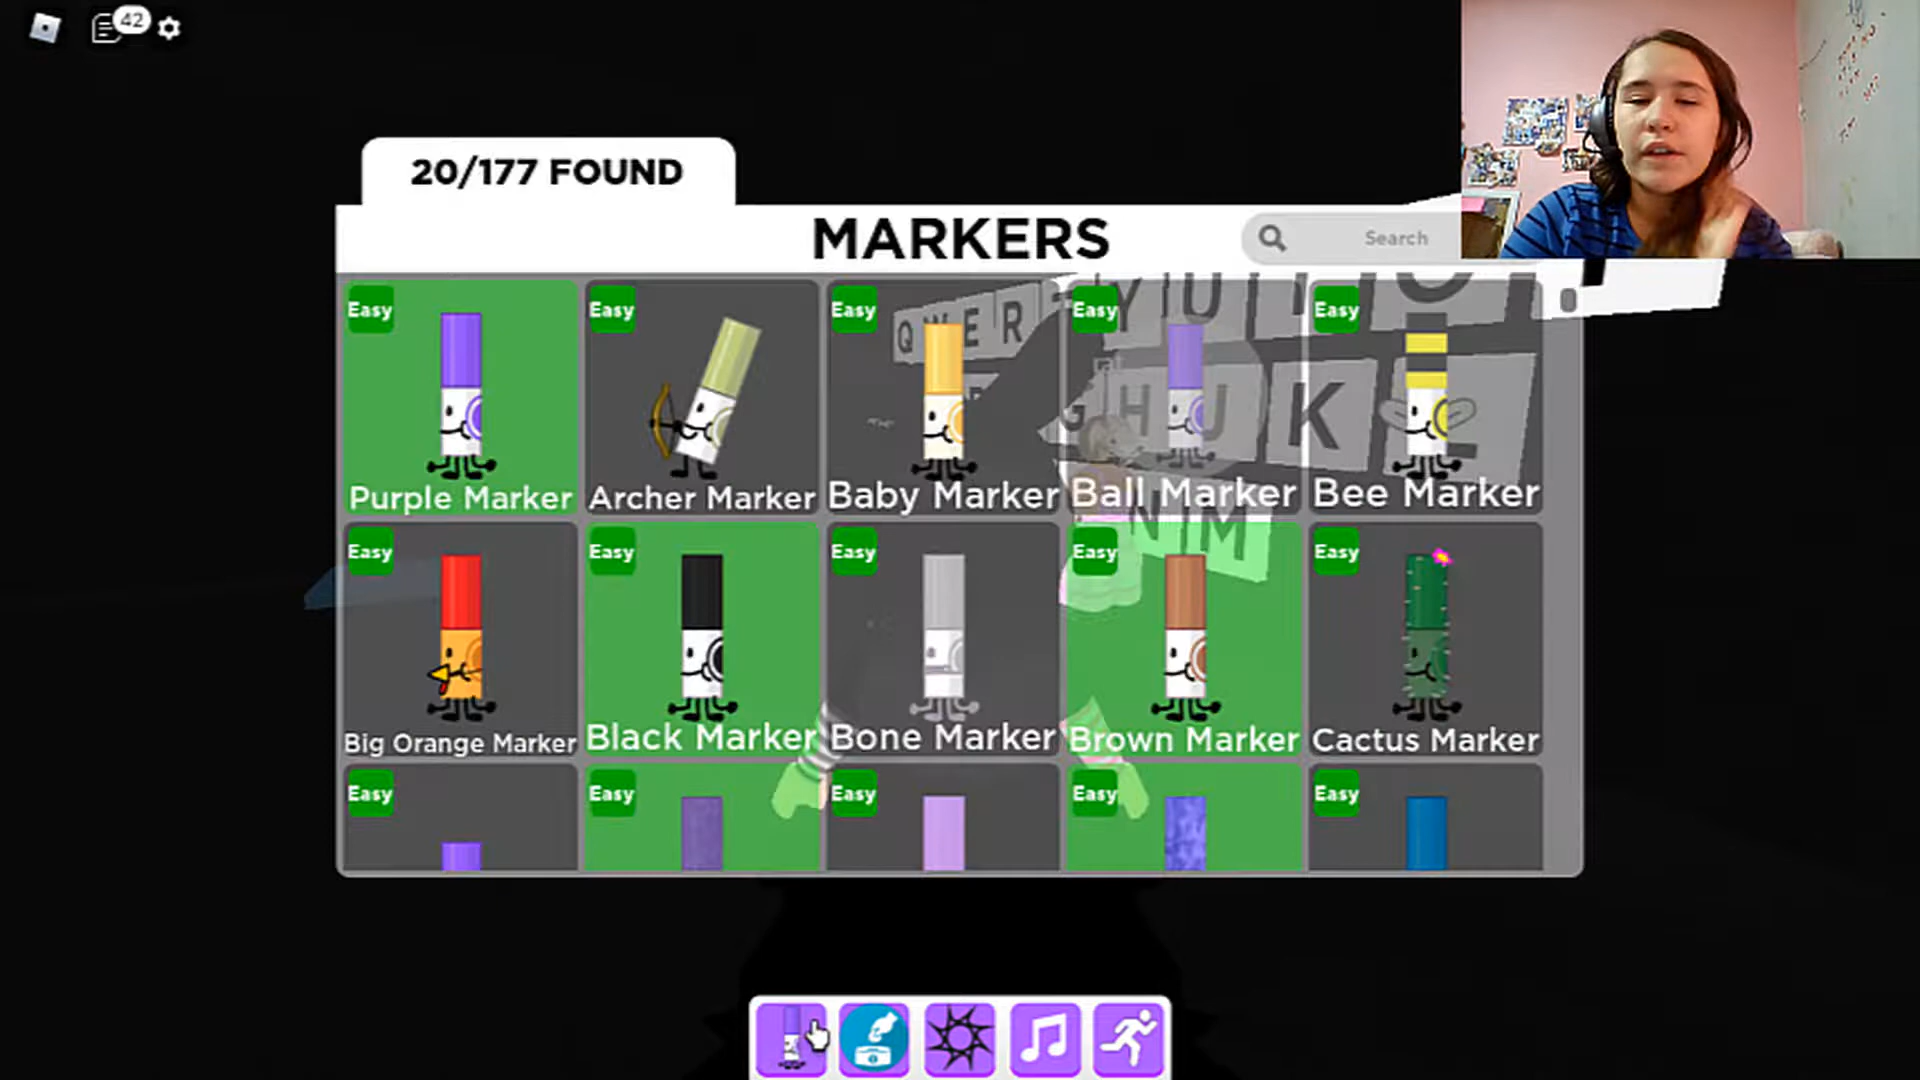 42
20/177 FOUND
MARKERS
Search
Easy Easy Easy Easy Easy
Q W E R Y U
G H J K
Purple Marker Archer Marker Baby Marker Ball Marker Bee Marker
N M
Easy Easy Easy Easy Easy
Big Orange Marker Black Marker Bone Marker Brown Marker Cactus Marker
Easy Easy Easy Easy Easy